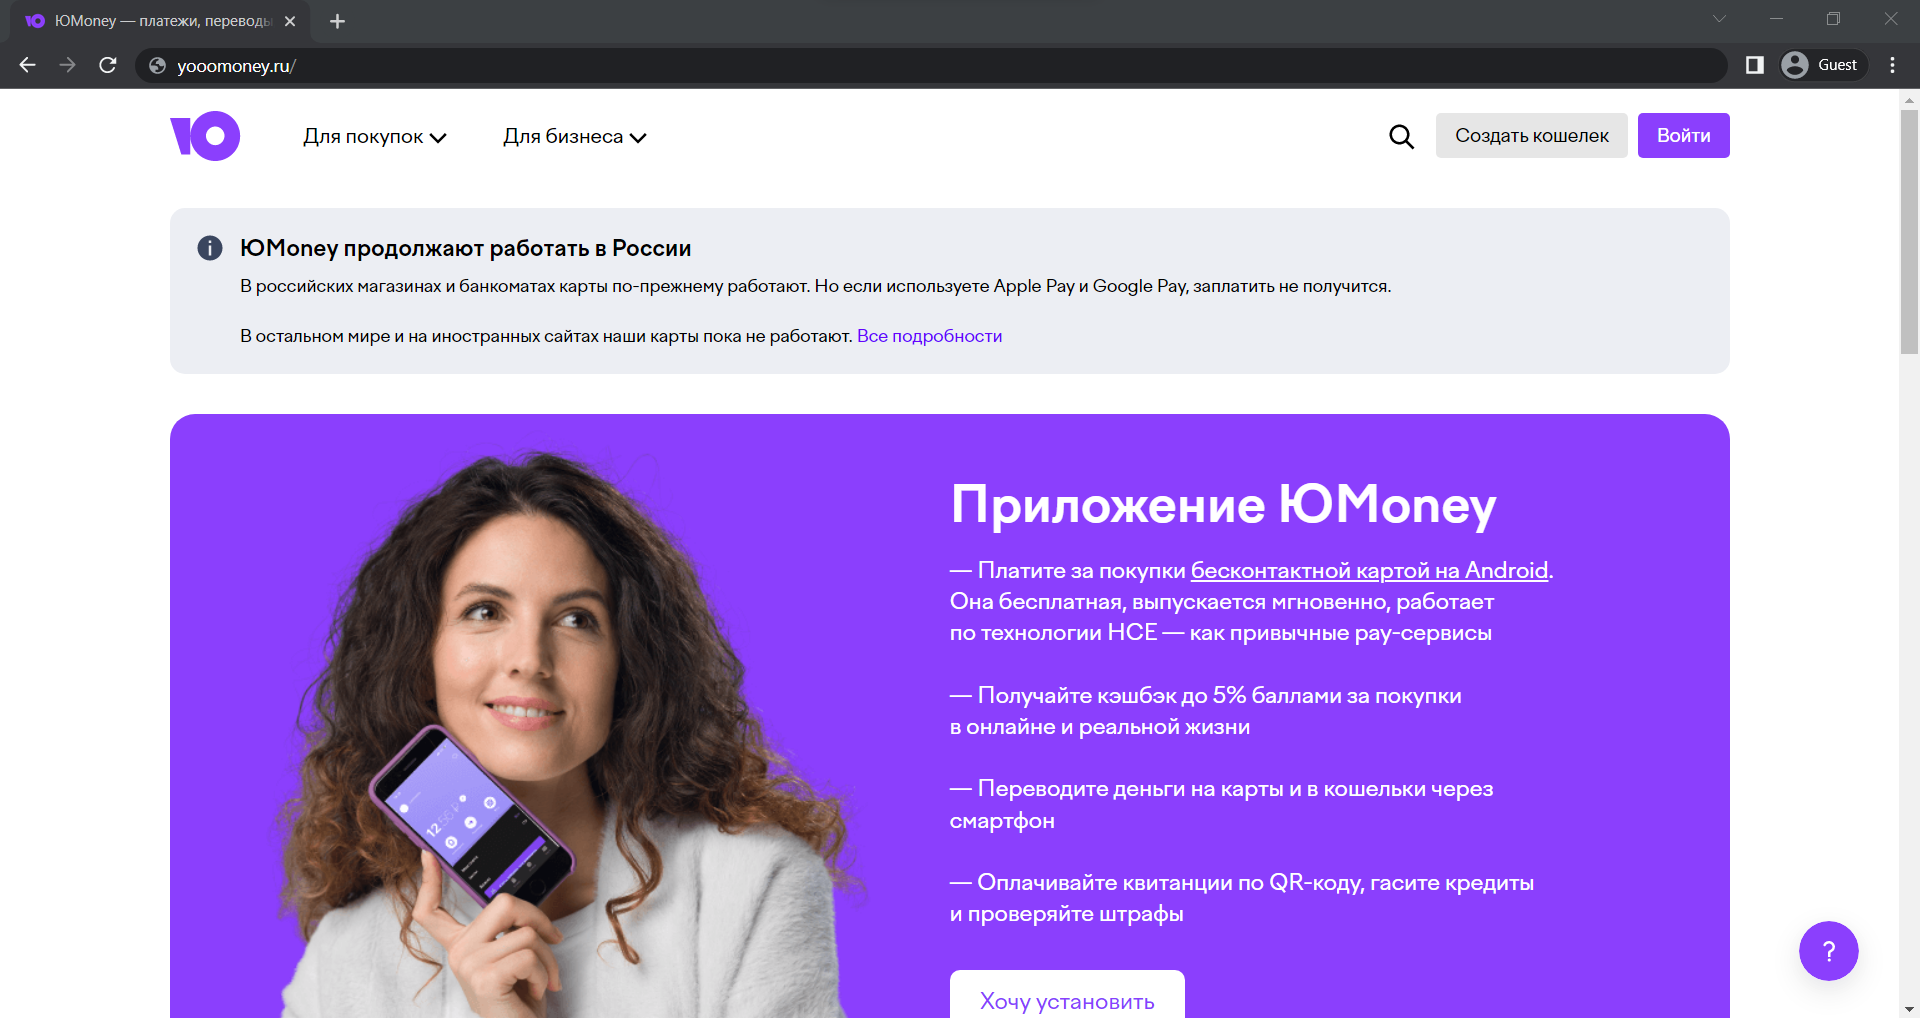 ЮMoney — платежи, переводы
yooomoney.ru/
Guest
Ю
Для покупок
Для бизнеса
Создать кошелек
Войти
ЮMoney продолжают работать в России
В российских магазинах и банкоматах карты по-прежнему работают. Но если используете Apple Pay и Google Pay, заплатить не получится.
В остальном мире и на иностранных сайтах наши карты пока не работают. Все подробности
Приложение ЮMoney
— Платите за покупки бесконтактной картой на Android.
Она бесплатная, выпускается мгновенно, работает
по технологии HCE — как привычные pay-сервисы
— Получайте кэшбэк до 5% баллами за покупки
в онлайне и реальной жизни
— Переводите деньги на карты и в кошельки через
смартфон
— Оплачивайте квитанции по QR-коду, гасите кредиты
и проверяйте штрафы
Хочу установить
?